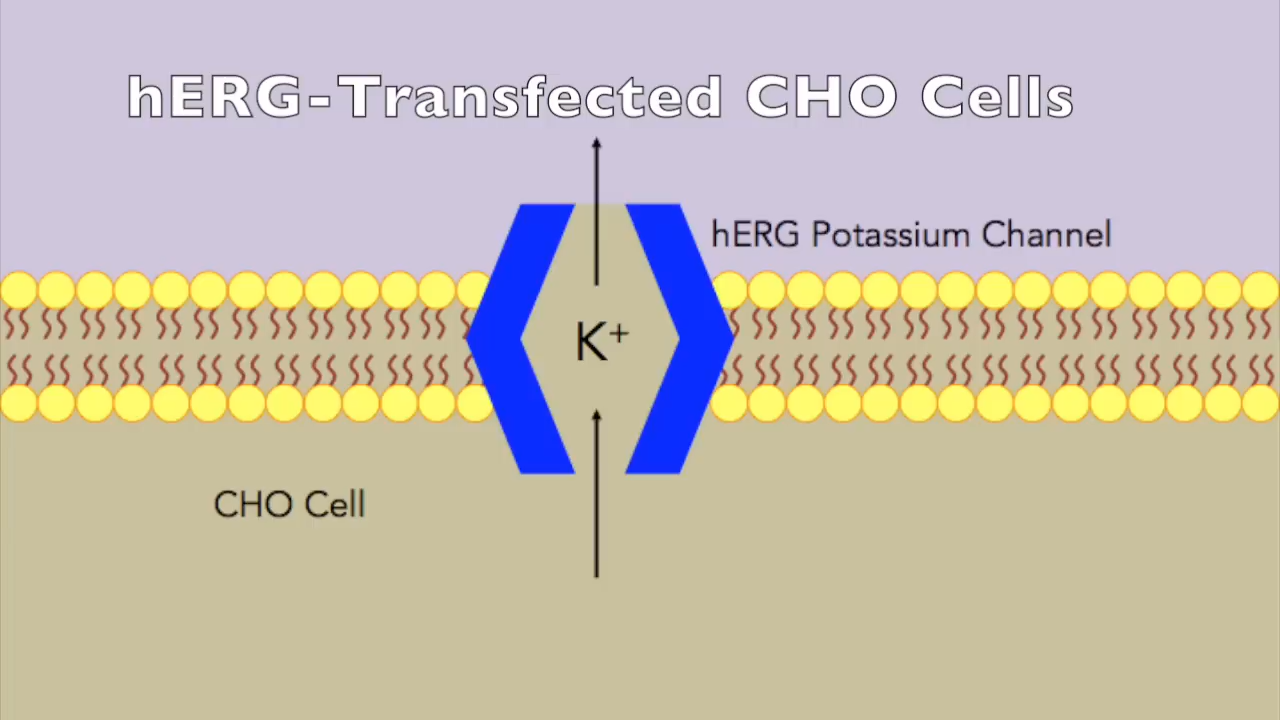 hERG-Transfected CHO Cells
hERG Potassium Channel
K⁺
CHO Cell